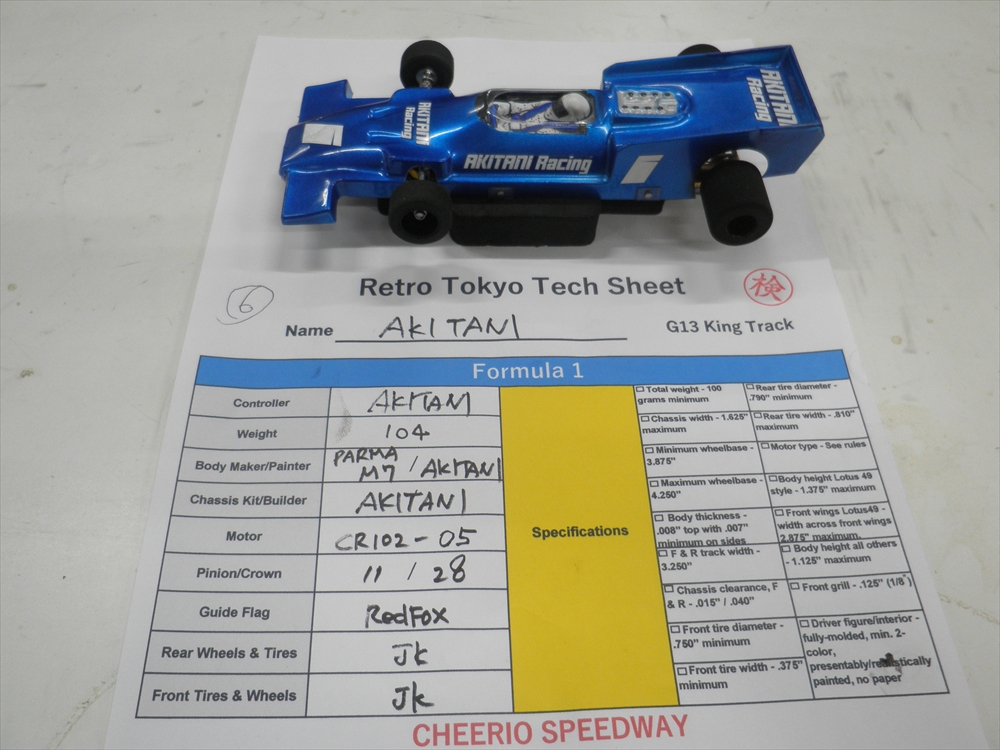 AKITANI
Racing
AKITANI Racing
AKITANI
Racing
Retro Tokyo Tech Sheet
検
6
Name AKITANI
G13 King Track
Formula 1
Controller AKITANI
Weight 104
Body Maker/Painter PARMA M7 / AKITANI
Chassis Kit/Builder AKITANI
Motor CR102-05
Pinion/Crown 11 / 28
Guide Flag RedFox
Rear Wheels & Tires Jk
Front Tires & Wheels Jk
Specifications
☐ Total weight - 100
grams minimum
☐ Chassis width - 1.625"
maximum
☐ Minimum wheelbase -
3.875"
☐ Maximum wheelbase -
4.250"
☐ Body thickness -
.008" top with .007"
minimum on sides
☐ F & R track width -
3.250"
☐ Chassis clearance, F
& R - .015" / .040"
☐ Front tire diameter -
.750" minimum
☐ Front tire width - .375"
minimum
☐ Rear tire diameter -
.790" minimum
☐ Rear tire width - .810"
maximum
☐ Motor type - See rules
☐ Body height Lotus 49
style - 1.375" maximum
☐ Front wings Lotus49 -
width across front wings
2.875" maximum.
☐ Body height all others
- 1.125" maximum
☐ Front grill - .125" (1/8")
☐ Driver figure/interior -
fully-molded, min. 2-
color,
presentably/realistically
painted, no paper
CHEERIO SPEEDWAY